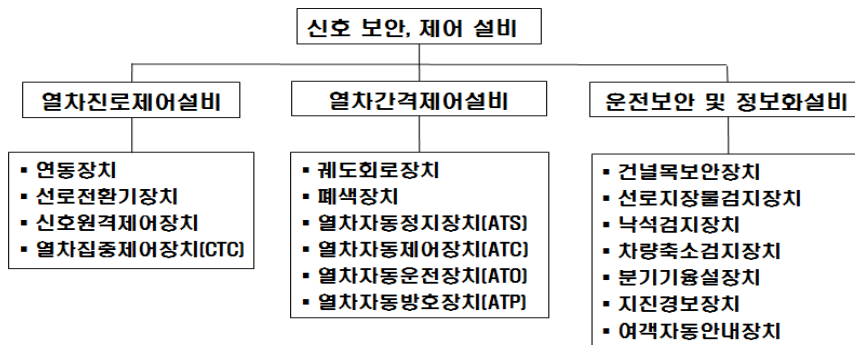 신호 보안, 제어 설비
열차진로제어설비
열차간격제어설비
운전보안 및 정보화설비
▪ 연동장치
▪ 선로전환기장치
▪ 신호원격제어장치
▪ 열차집중제어장치(CTC)
▪ 궤도회로장치
▪ 폐색장치
▪ 열차자동정지장치(ATS)
▪ 열차자동제어장치(ATC)
▪ 열차자동운전장치(ATO)
▪ 열차자동방호장치(ATP)
▪ 건널목보안장치
▪ 선로지장물검지장치
▪ 낙석검지장치
▪ 차량축소검지장치
▪ 분기기융설장치
▪ 지진경보장치
▪ 여객자동안내장치